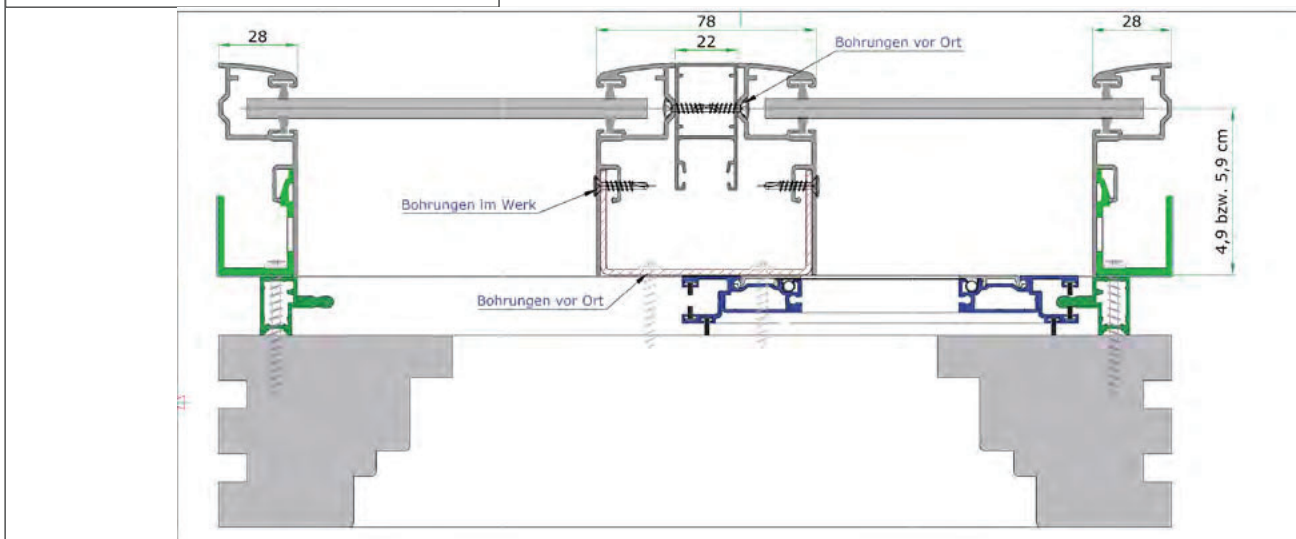 28
78
28
22
Bohrungen vor Ort
Bohrungen im Werk
4,9 bzw. 5,9 cm
Bohrungen vor Ort